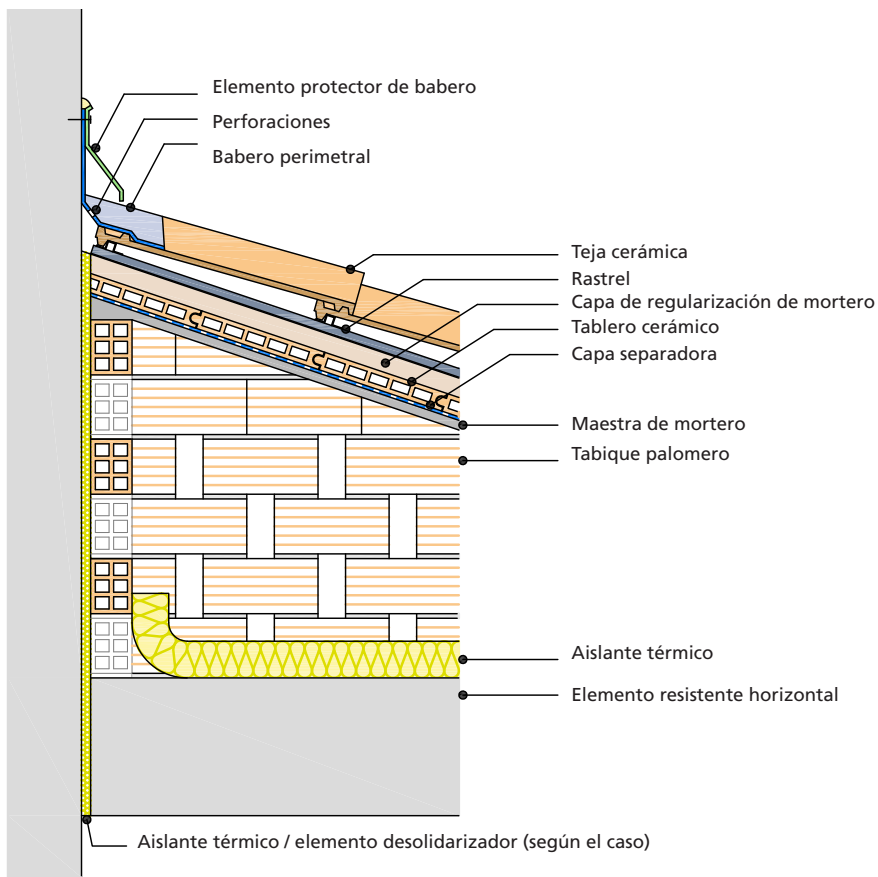 Elemento protector de babero
Perforaciones
Babero perimetral
Teja cerámica
Rastrel
Capa de regularización de mortero
Tablero cerámico
Capa separadora
Maestra de mortero
Tabique palomero
Aislante térmico
Elemento resistente horizontal
Aislante térmico / elemento desolidarizador (según el caso)